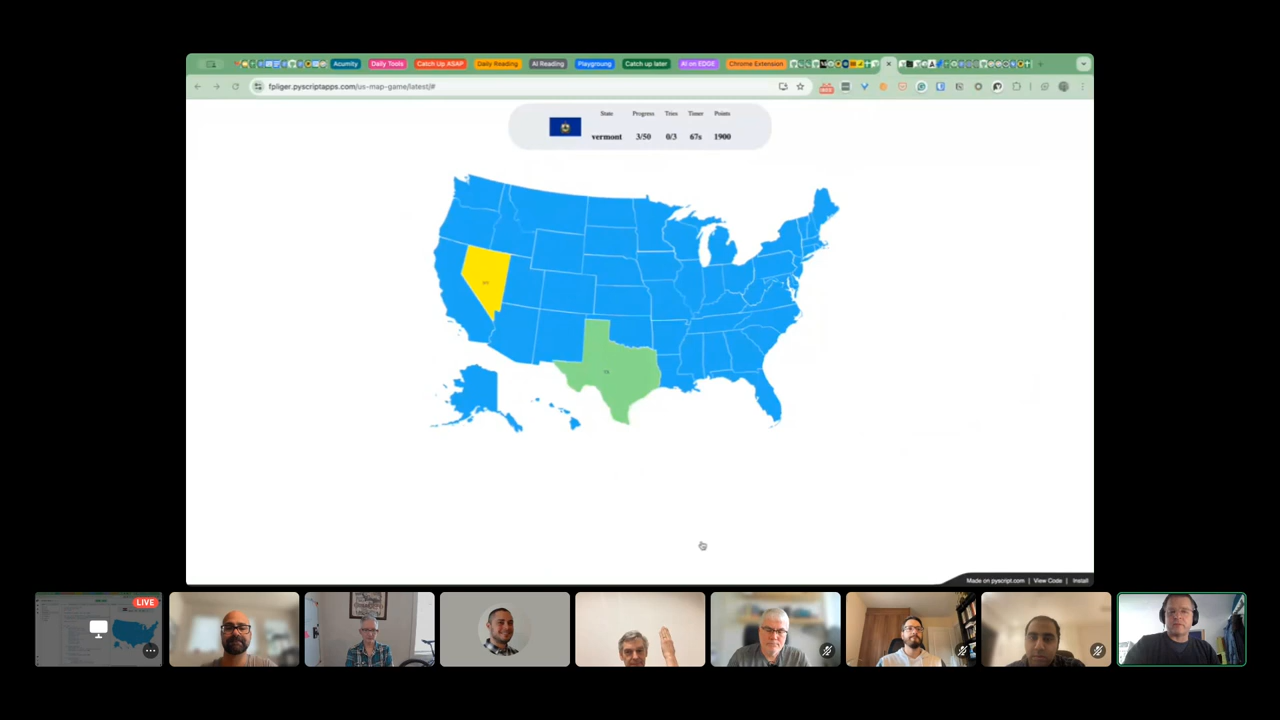 Acumity Daily Tools Catch Up ASAP Daily Reading AI Reading Playgroung Catch up later AI on EDGE Chrome Extension
fpliger.pyscriptapps.com/us-map-game/latest/#
State Progress Tries Timer Points
vermont 3/50 0/3 67s 1900
Made on pyscript.com | View Code | Install
LIVE